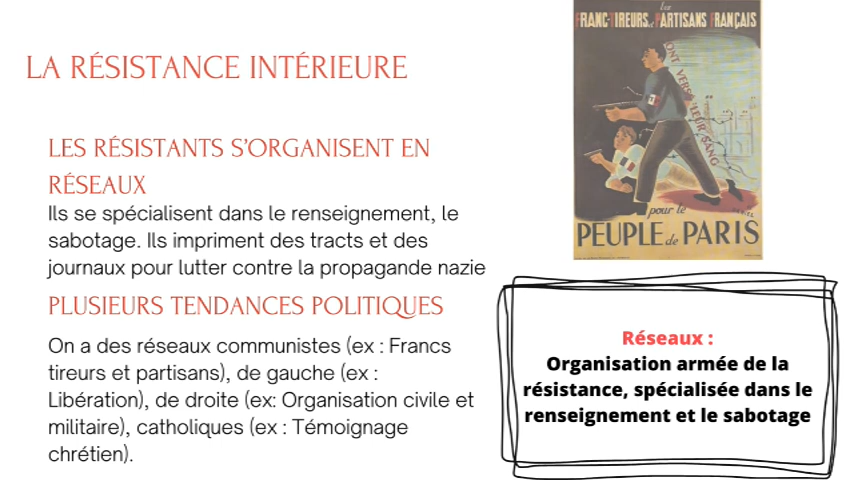 LA RÉSISTANCE INTÉRIEURE
LES RÉSISTANTS S'ORGANISENT EN
RÉSEAUX
Ils se spécialisent dans le renseignement, le
sabotage. Ils impriment des tracts et des
journaux pour lutter contre la propagande nazie
PLUSIEURS TENDANCES POLITIQUES
On a des réseaux communistes (ex : Francs
tireurs et partisans), de gauche (ex :
Libération), de droite (ex: Organisation civile et
militaire), catholiques (ex : Témoignage
chrétien).
Les
FRANC-TIREURS et PARTISANS FRANÇAIS
ONT VERSÉ LEUR SANG
pour le
PEUPLE de PARIS
Réseaux :
Organisation armée de la
résistance, spécialisée dans le
renseignement et le sabotage